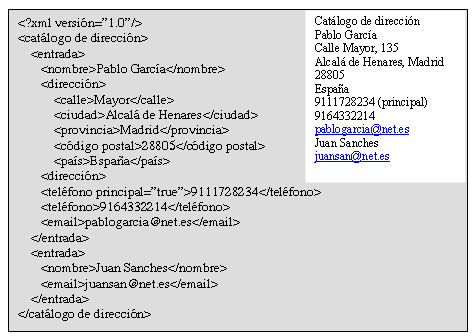 <?xml versión=”1.0”/>
<catálogo de dirección>
<entrada>
<nombre>Pablo García</nombre>
<dirección>
<calle>Mayor</calle>
<ciudad>Alcalá de Henares</ciudad>
<provincia>Madrid</provincia>
<código postal>28805</código postal>
<país>España</país>
<dirección>
<teléfono principal=”true”>9111728234</teléfono>
<teléfono>9164332214</teléfono>
<email>pablogarcia@net.es</email>
</entrada>
<entrada>
<nombre>Juan Sanches</nombre>
<email>juansan@net.es</email>
</entrada>
</catálogo de dirección>
Catálogo de dirección
Pablo García
Calle Mayor, 135
Alcalá de Henares, Madrid
28805
España
9111728234 (principal)
9164332214
pablogarcia@net.es
Juan Sanches
juansan@net.es